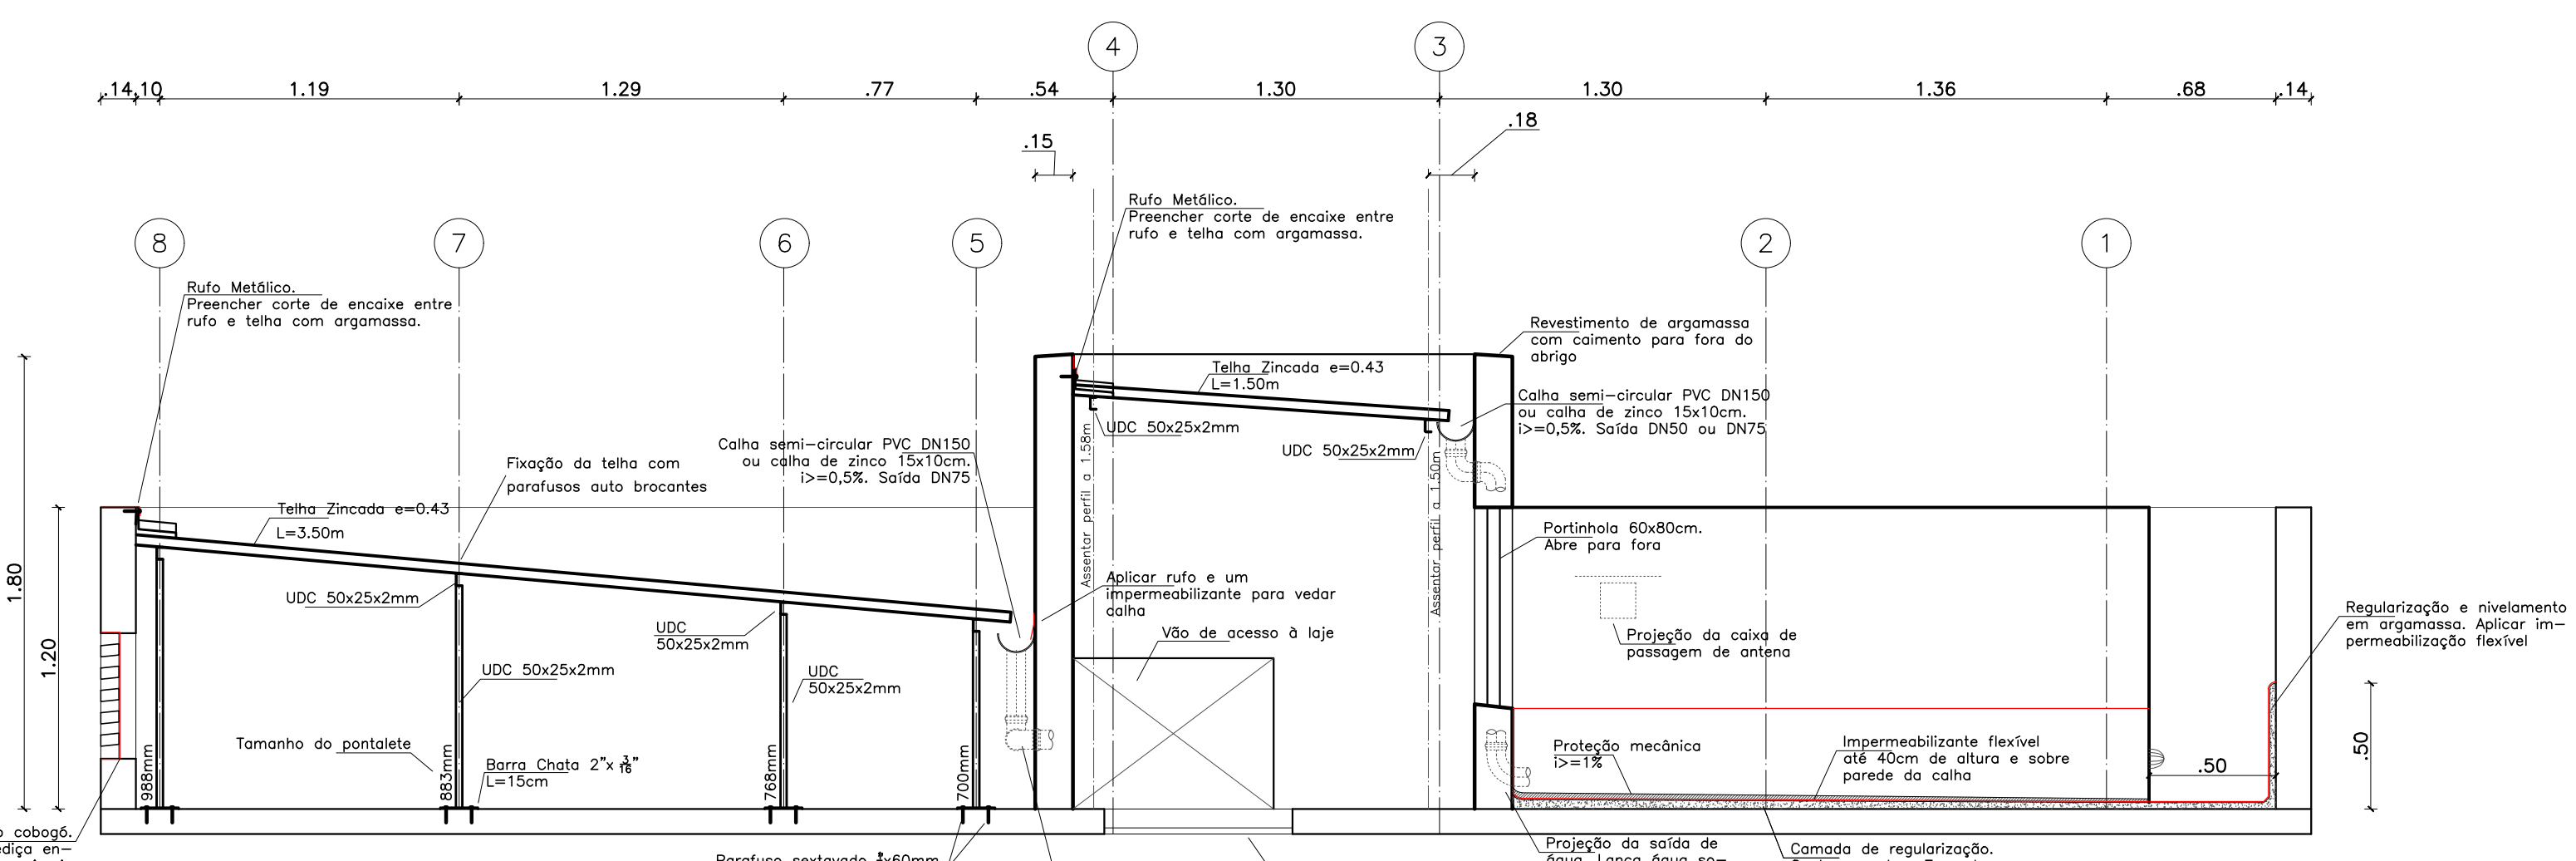 4
3
.14
.10
1.19
1.29
.77
.54
1.30
1.30
1.36
.68
.14
.15
.18
8
7
6
5
2
1
Rufo Metálico.
Preencher corte de encaixe entre
rufo e telha com argamassa.
Rufo Metálico.
Preencher corte de encaixe entre
rufo e telha com argamassa.
Revestimento de argamassa
com caimento para fora do
abrigo
Telha Zincada e=0.43
L=1.50m
Calha semi-circular PVC DN150
ou calha de zinco 15x10cm.
i>=0,5%. Saída DN50 ou DN75
UDC 50x25x2mm
UDC 50x25x2mm
Assentar perfil a 1.58m
Assentar perfil a 1.50m
Calha semi-circular PVC DN150
ou calha de zinco 15x10cm.
i>=0,5%. Saída DN75
Fixação da telha com
parafusos auto brocantes
Telha Zincada e=0.43
L=3.50m
1.80
1.20
Portinhola 60x80cm.
Abre para fora
Aplicar rufo e um
impermeabilizante para vedar
calha
UDC 50x25x2mm
UDC
50x25x2mm
Vão de acesso à laje
Projeção da caixa de
passagem de antena
Regularização e nivelamento
em argamassa. Aplicar im-
permeabilização flexível
UDC 50x25x2mm
UDC
50x25x2mm
Tamanho do pontalete
988mm
883mm
768mm
700mm
Barra Chata 2"x 3/16"
L=15cm
Proteção mecânica
i>=1%
Impermeabilizante flexível
até 40cm de altura e sobre
parede da calha
.50
.50
cobogó.
en-
Parafuso sextavado
x60mm
Projeção da saída de
água. Lança água so-
Camada de regularização.